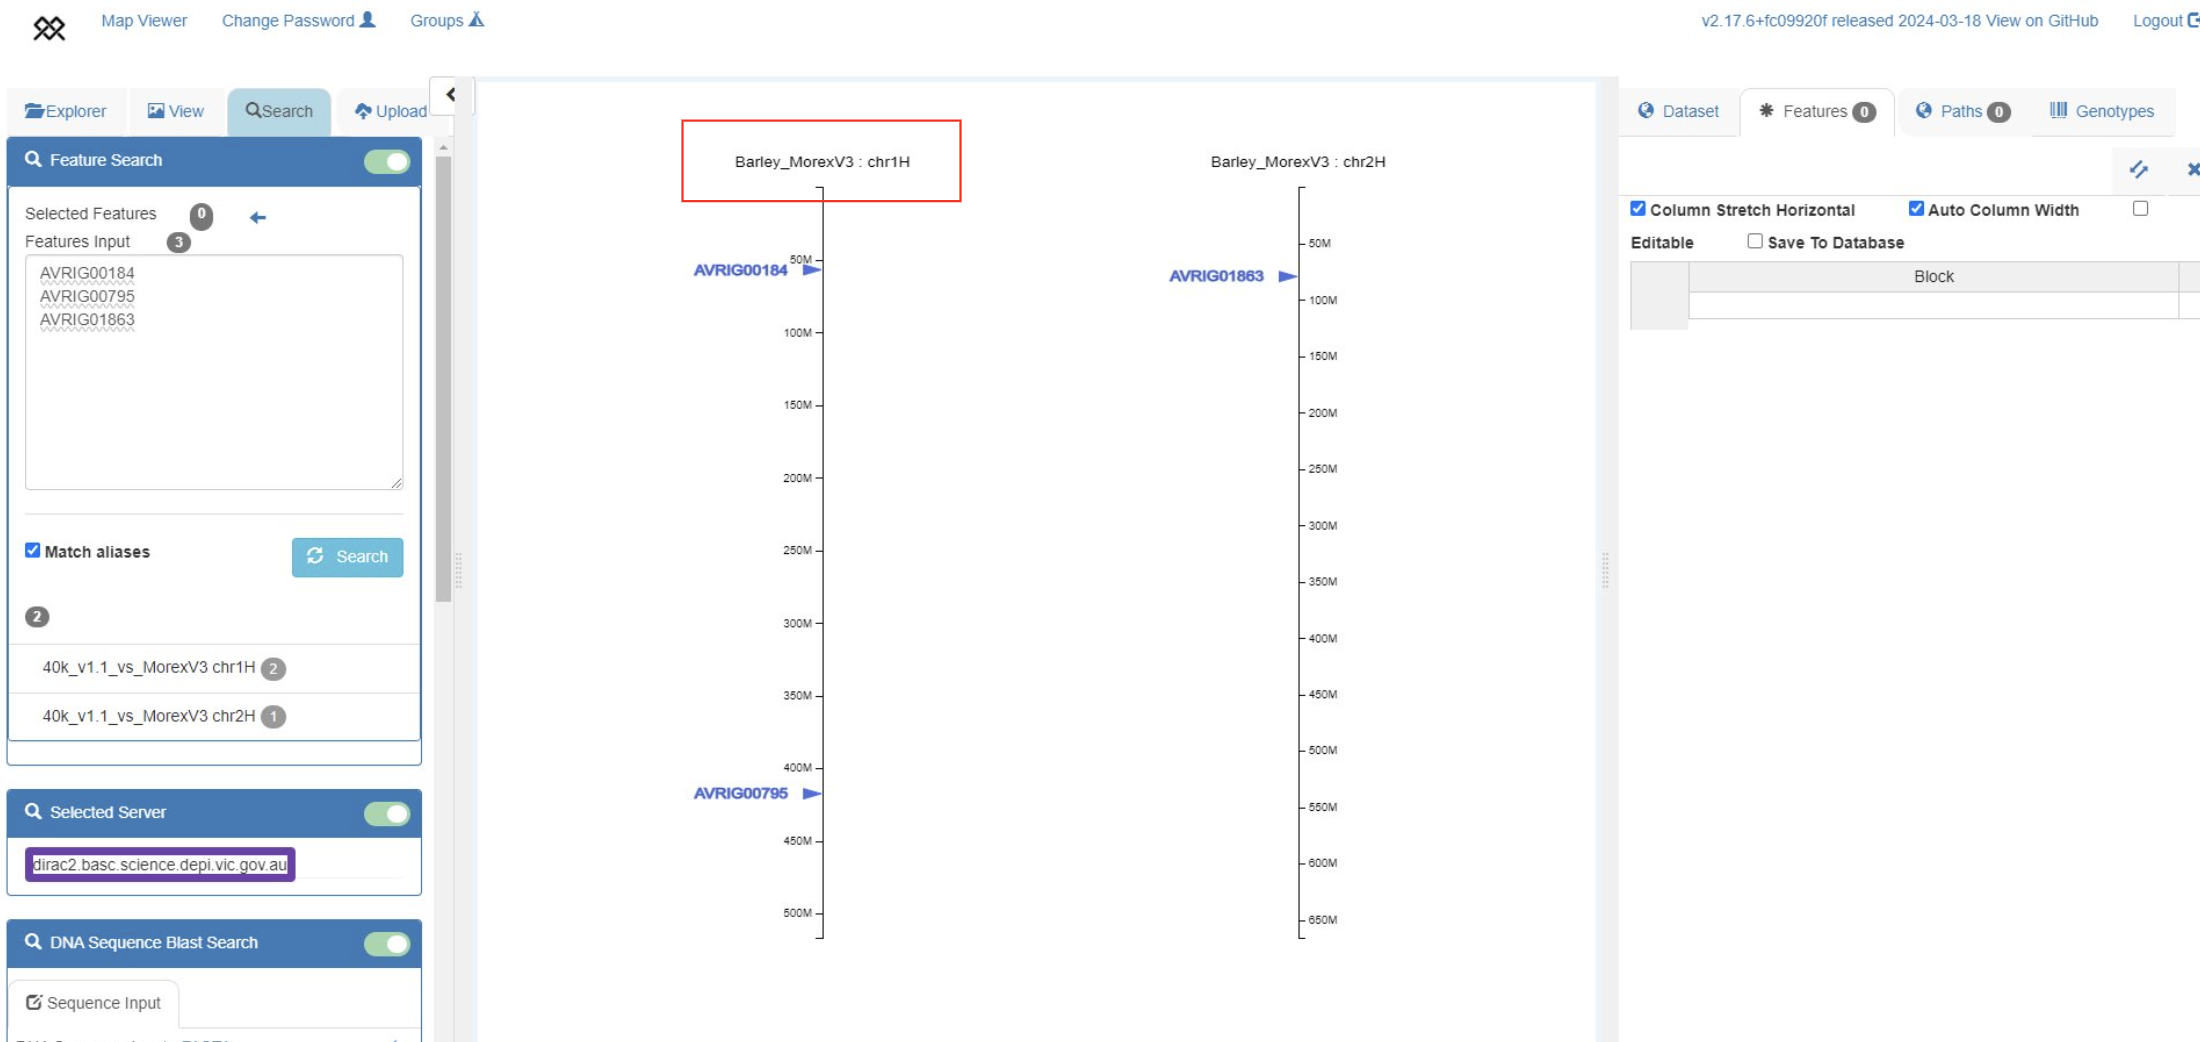 Map Viewer Change Password Groups v2.17.6+fc09920f released 2024-03-18 View on GitHub Logout
Explorer View Search Upload
Feature Search
Selected Features 0
Features Input 3
AVRIG00184
AVRIG00795
AVRIG01863
Match aliases Search
2
40k_v1.1_vs_MorexV3 chr1H 2
40k_v1.1_vs_MorexV3 chr2H 1
Selected Server
dirac2.basc.science.depi.vic.gov.au
DNA Sequence Blast Search
Sequence Input
Barley_MorexV3 : chr1H
50M
AVRIG00184
100M
150M
200M
250M
300M
350M
400M
AVRIG00795
450M
500M
Barley_MorexV3 : chr2H
50M
AVRIG01863
100M
150M
200M
250M
300M
350M
400M
450M
500M
550M
600M
650M
Dataset Features 0 Paths 0 Genotypes
Column Stretch Horizontal Auto Column Width
Editable Save To Database
Block